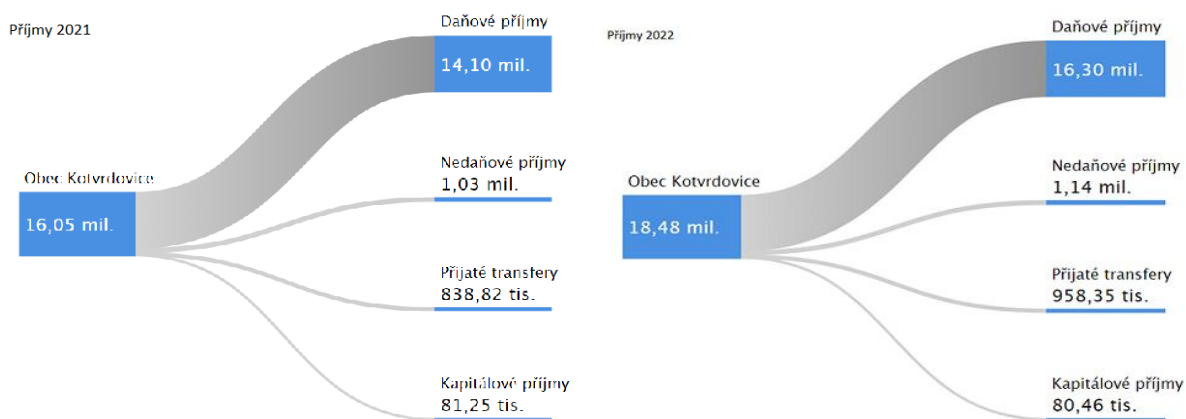 Příjmy 2021
Daňové příjmy
14,10 mil.
Nedaňové příjmy
1,03 mil.
Obec Kotvrdovice
16,05 mil.
Přijaté transfery
838,82 tis.
Kapitálové příjmy
81,25 tis.
Příjmy 2022
Daňové příjmy
16,30 mil.
Nedaňové příjmy
1,14 mil.
Obec Kotvrdovice
18,48 mil.
Přijaté transfery
958,35 tis.
Kapitálové příjmy
80,46 tis.